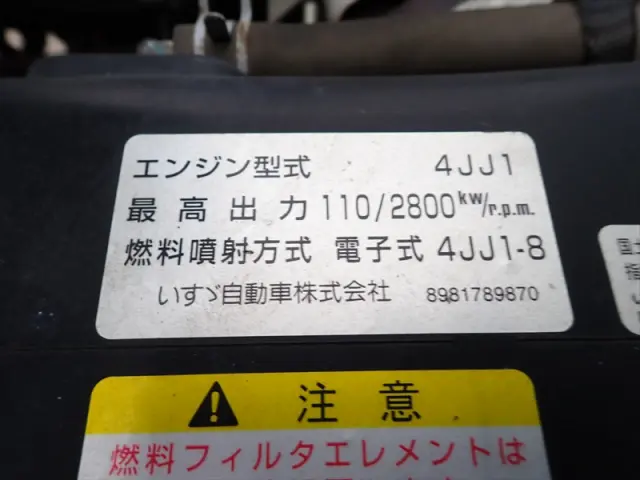 エンジン型式 4JJ1
最高出力 110/2800kW/r.p.m.
燃料噴射方式 電子式 4JJ1-8
いすゞ自動車株式会社 8981789870
注意
燃料フィルタエレメントは